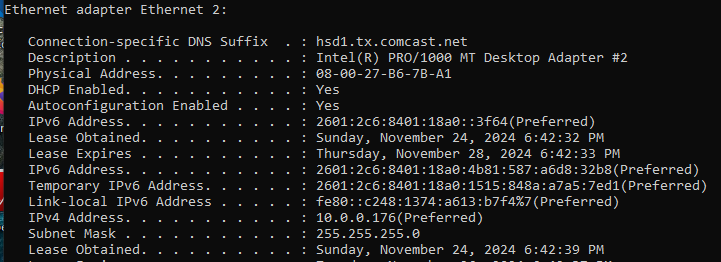 Ethernet adapter Ethernet 2:
Connection-specific DNS Suffix . : hsd1.tx.comcast.net
Description . . . . . . . . . . . : Intel(R) PRO/1000 MT Desktop Adapter #2
Physical Address. . . . . . . . . : 08-00-27-B6-7B-A1
DHCP Enabled. . . . . . . . . . . : Yes
Autoconfiguration Enabled . . . . : Yes
IPv6 Address. . . . . . . . . . . : 2601:2c6:8401:18a0::3f64(Preferred)
Lease Obtained. . . . . . . . . . : Sunday, November 24, 2024 6:42:32 PM
Lease Expires . . . . . . . . . . : Thursday, November 28, 2024 6:42:33 PM
IPv6 Address. . . . . . . . . . . : 2601:2c6:8401:18a0:4b81:587:a6d8:32b8(Preferred)
Temporary IPv6 Address. . . . . . : 2601:2c6:8401:18a0:1515:848a:a7a5:7ed1(Preferred)
Link-local IPv6 Address . . . . . : fe80::c248:1374:a613:b7f4%7(Preferred)
IPv4 Address. . . . . . . . . . . : 10.0.0.176(Preferred)
Subnet Mask . . . . . . . . . . . : 255.255.255.0
Lease Obtained. . . . . . . . . . : Sunday, November 24, 2024 6:42:39 PM